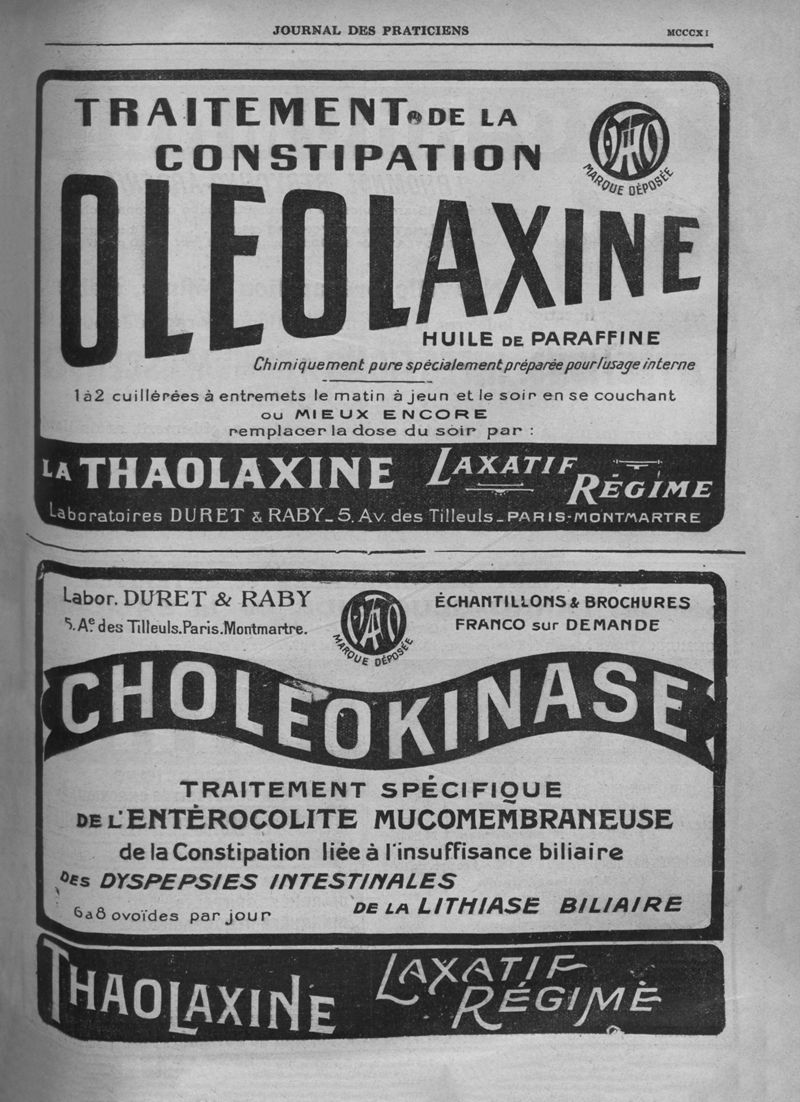 JOURNAL DES PRATICIENS
MCCCXI
TRAITEMENT DE LA
CONSTIPATION
MARQUE DÉPOSÉE
OLEOLAXINE
HUILE DE PARAFFINE
Chimiquement pure spécialement préparée pour l'usage interne
1 à 2 cuillérées à entremets le matin à jeun et le soir en se couchant
OU MIEUX ENCORE
remplacer la dose du soir par :
LA THAOLAXINE LAXATIF
RÉGIME
Laboratoires DURET & RABY_5. Av. des Tilleuls_PARIS-MONTMARTRE
Labor. DURET & RABY
5. Ae. des Tilleuls.Paris.Montmartre.
MARQUE DÉPOSÉE
ÉCHANTILLONS & BROCHURES
FRANCO sur DEMANDE
CHOLÉOKINASE
TRAITEMENT SPÉCIFIQUE
DE L'ENTÉROCOLITE MUCOMEMBRANEUSE
de la Constipation liée à l'insuffisance biliaire
DES DYSPEPSIES INTESTINALES
DE LA LITHIASE BILIAIRE
6 a 8 ovoïdes par jour
THAOLAXINE LAXATIF
RÉGIME